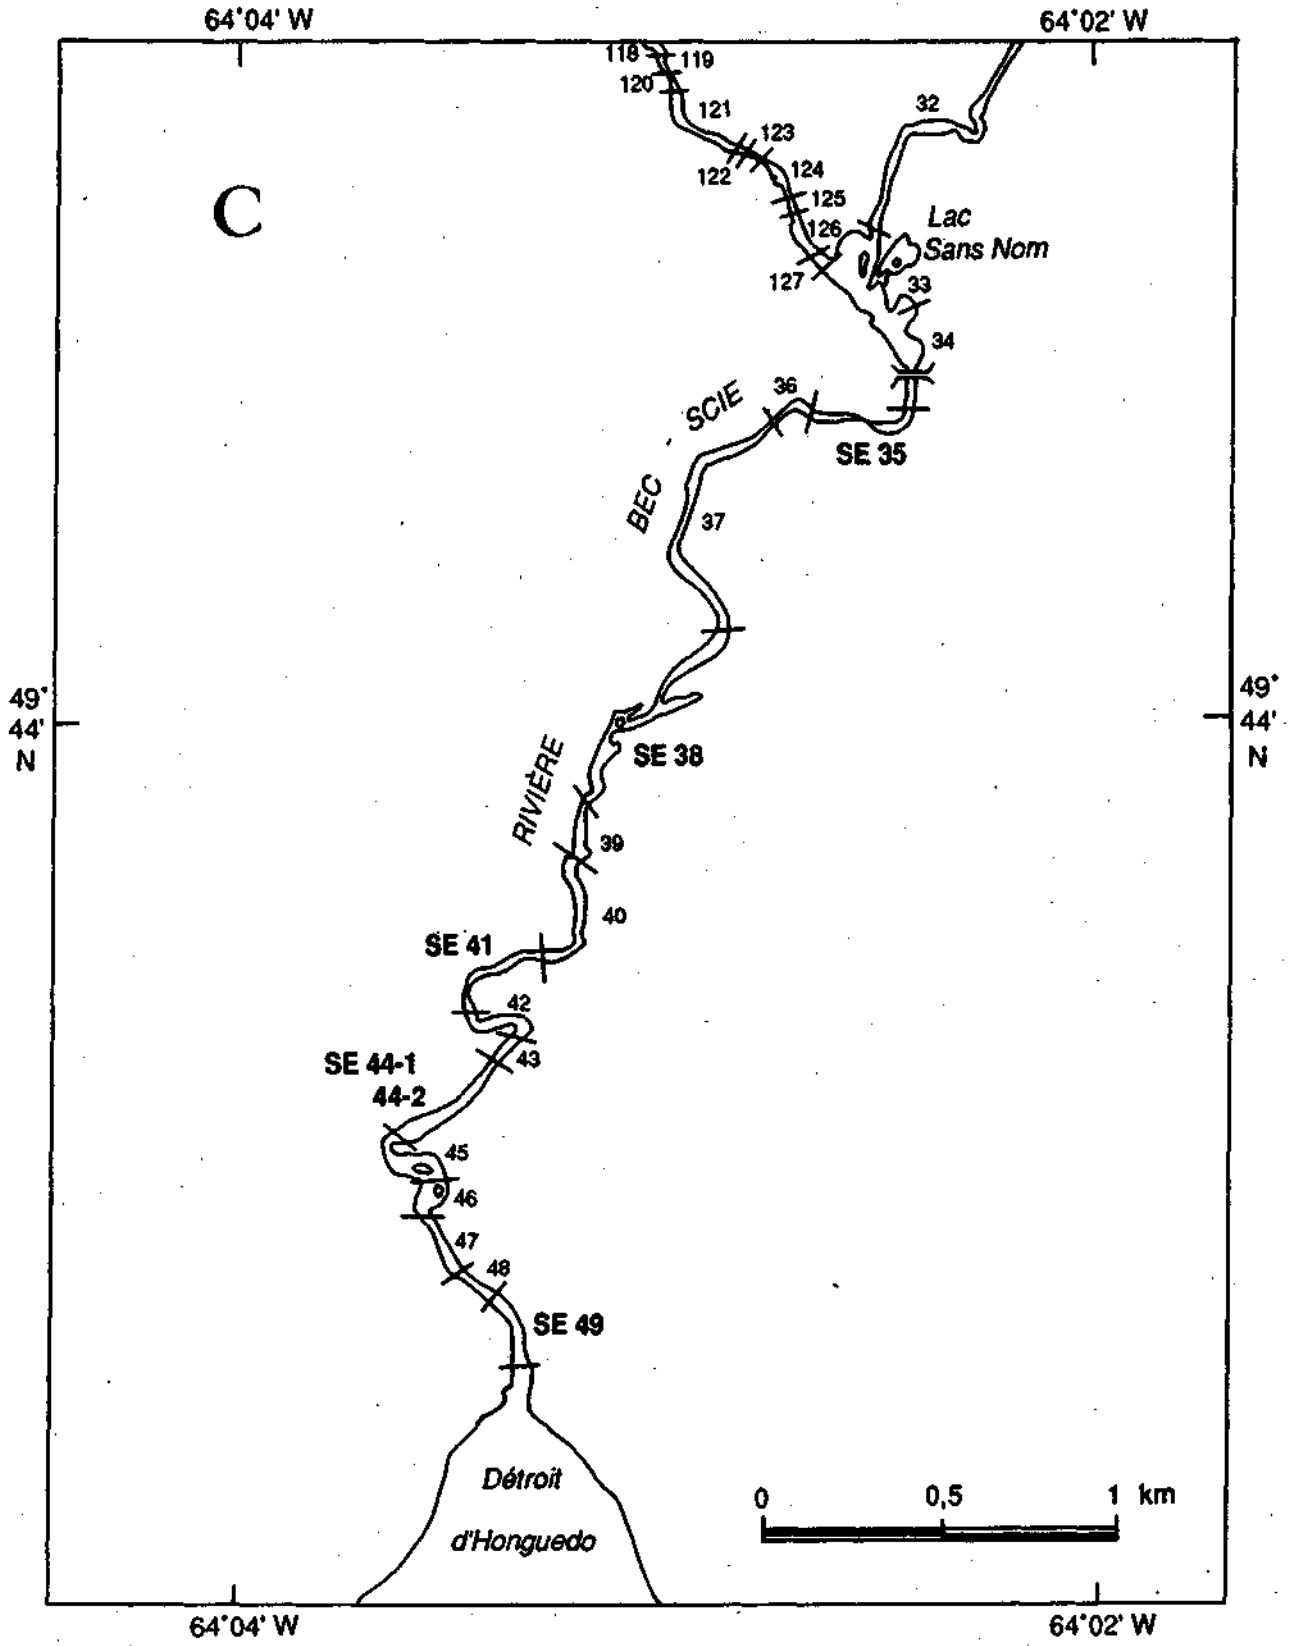 64°04' W
64°02' W
118
119
120
121
32
123
122
124
C
125
126
127
Lac
Sans Nom
33
34
36
SCIE
SE 35
BEC
37
49°
44'
N
49°
44'
N
SE 38
RIVIÈRE
39
40
SE 41
42
43
SE 44-1
44-2
45
46
47
48
SE 49
Détroit
d'Honguedo
0
0,5
1 km
64°04' W
64°02' W